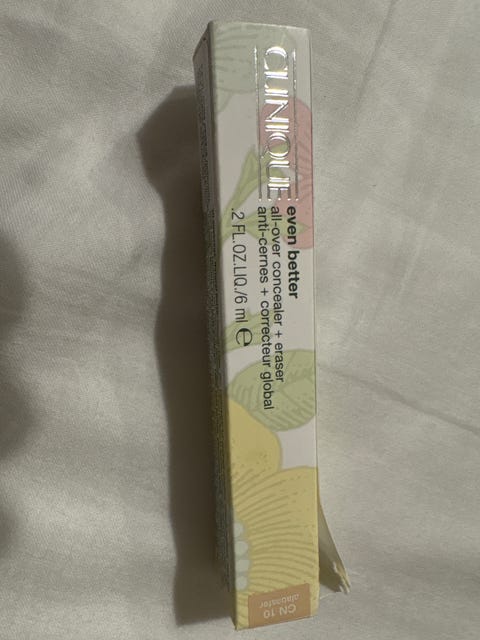 CLINIQUE
even better
all-over concealer + eraser
anti-cernes + correcteur global
.2 FL.OZ.LIQ./6 ml ℮
CN 10
alabaster